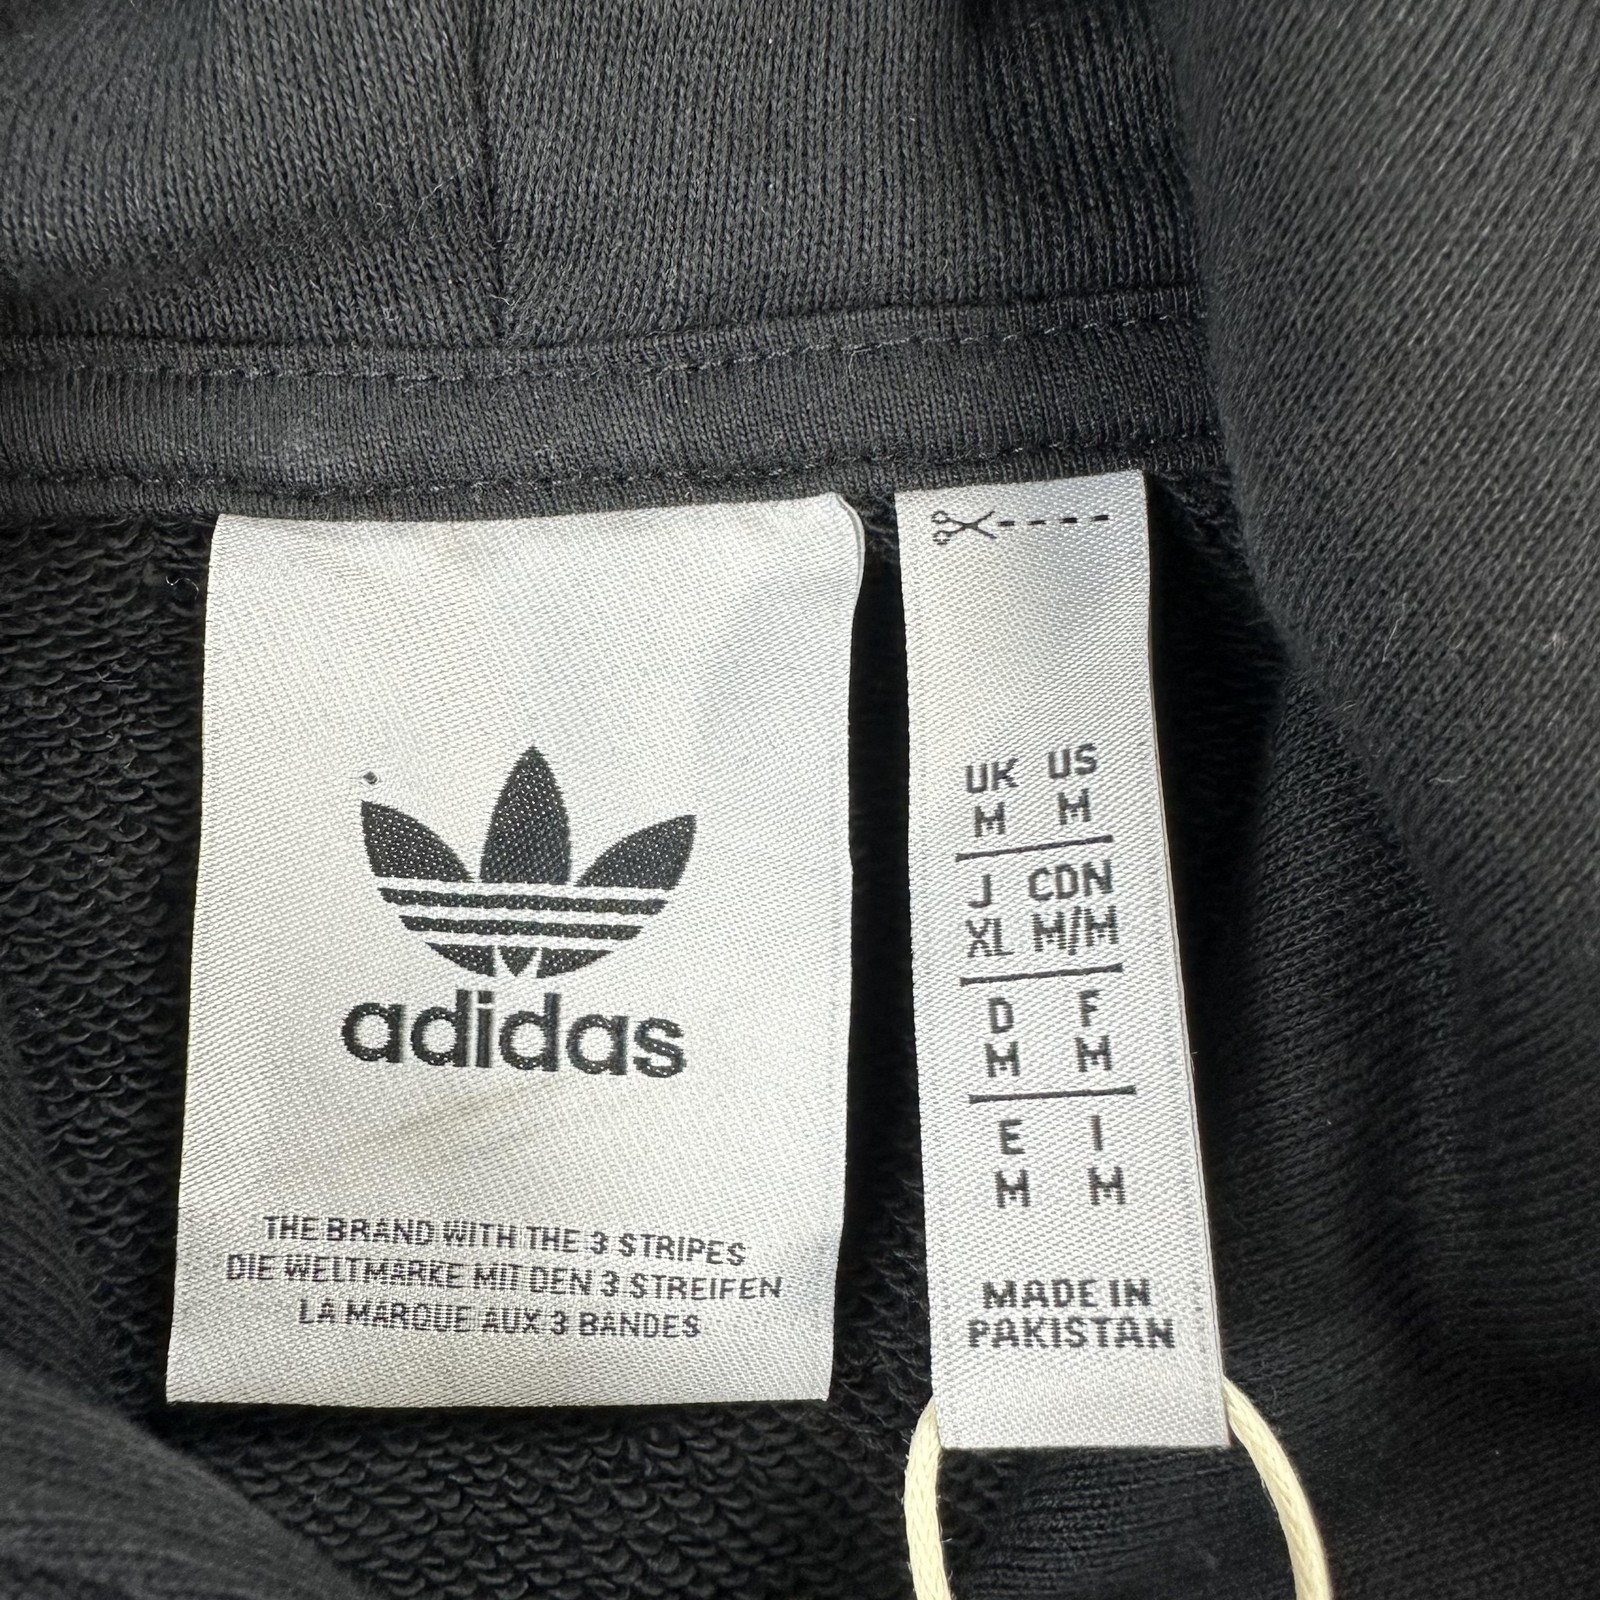 adidas
THE BRAND WITH THE 3 STRIPES
DIE WELTMARKE MIT DEN 3 STREIFEN
LA MARQUE AUX 3 BANDES
UK US
M M
J CDN
XL M/M
D F
M M
E I
M M
MADE IN
PAKISTAN